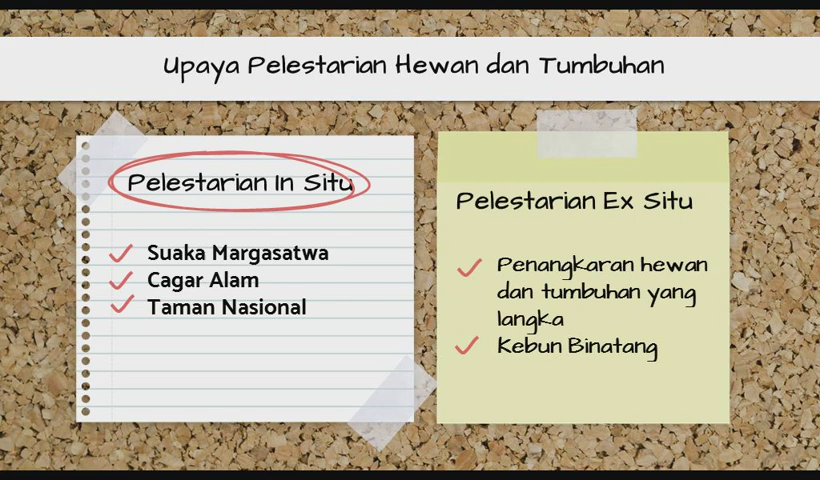 Upaya Pelestarian Hewan dan Tumbuhan
Pelestarian In Situ
Suaka Margasatwa
Cagar Alam
Taman Nasional
Pelestarian Ex Situ
Penangkaran hewan
dan tumbuhan yang
langka
Kebun Binatang